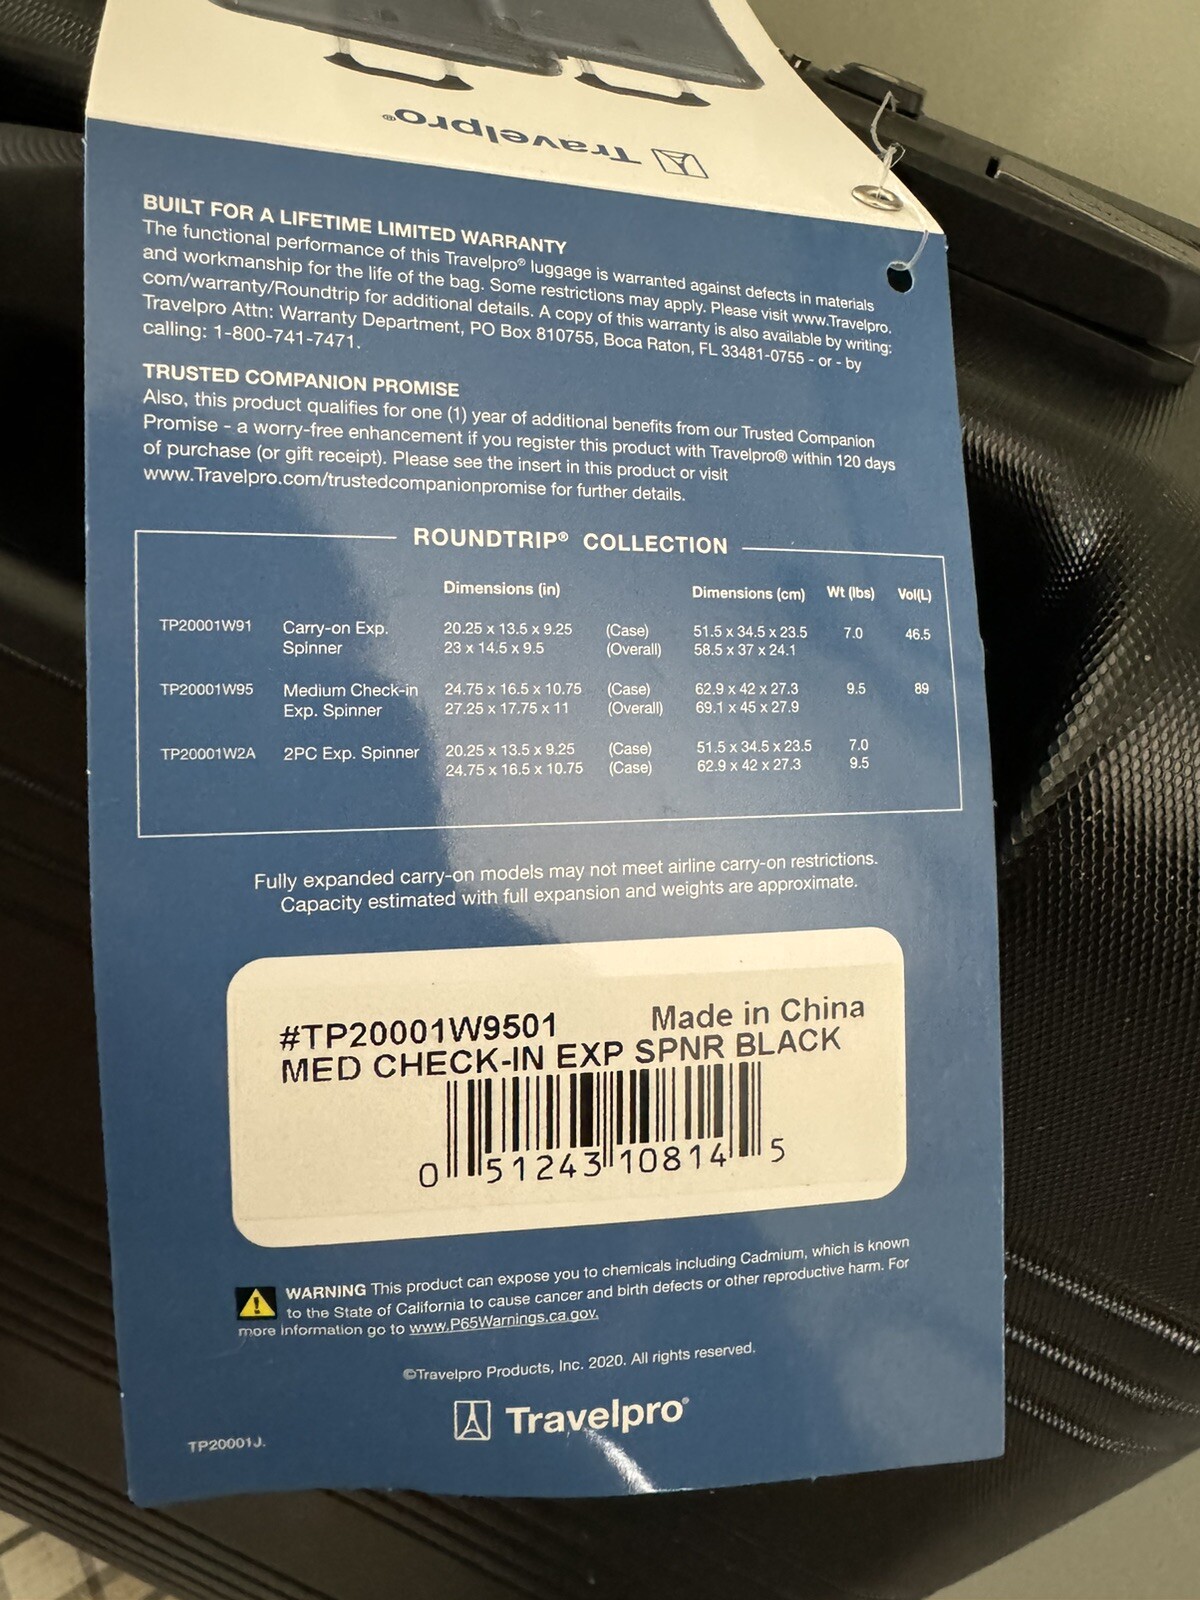 Travelpro®
BUILT FOR A LIFETIME LIMITED WARRANTY
The functional performance of this Travelpro® luggage is warranted against defects in materials
and workmanship for the life of the bag. Some restrictions may apply. Please visit www.Travelpro.
com/warranty/Roundtrip for additional details. A copy of this warranty is also available by writing:
Travelpro Attn: Warranty Department, PO Box 810755, Boca Raton, FL 33481-0755 - or - by
calling: 1-800-741-7471.
TRUSTED COMPANION PROMISE
Also, this product qualifies for one (1) year of additional benefits from our Trusted Companion
Promise - a worry-free enhancement if you register this product with Travelpro® within 120 days
of purchase (or gift receipt). Please see the insert in this product or visit
www.Travelpro.com/trustedcompanionpromise for further details.
ROUNDTRIP® COLLECTION
Dimensions (in) Dimensions (cm) Wt (lbs) Vol(L)
TP20001W91 Carry-on Exp. 20.25 x 13.5 x 9.25 (Case) 51.5 x 34.5 x 23.5 7.0 46.5
Spinner 23 x 14.5 x 9.5 (Overall) 58.5 x 37 x 24.1
TP20001W95 Medium Check-in 24.75 x 16.5 x 10.75 (Case) 62.9 x 42 x 27.3 9.5 89
Exp. Spinner 27.25 x 17.75 x 11 (Overall) 69.1 x 45 x 27.9
TP20001W2A 2PC Exp. Spinner 20.25 x 13.5 x 9.25 (Case) 51.5 x 34.5 x 23.5 7.0
24.75 x 16.5 x 10.75 (Case) 62.9 x 42 x 27.3 9.5
Fully expanded carry-on models may not meet airline carry-on restrictions.
Capacity estimated with full expansion and weights are approximate.
#TP20001W9501 Made in China
MED CHECK-IN EXP SPNR BLACK
0 51243 10814 5
WARNING This product can expose you to chemicals including Cadmium, which is known
to the State of California to cause cancer and birth defects or other reproductive harm. For
more information go to www.P65Warnings.ca.gov.
©Travelpro Products, Inc. 2020. All rights reserved.
Travelpro®
TP20001J.